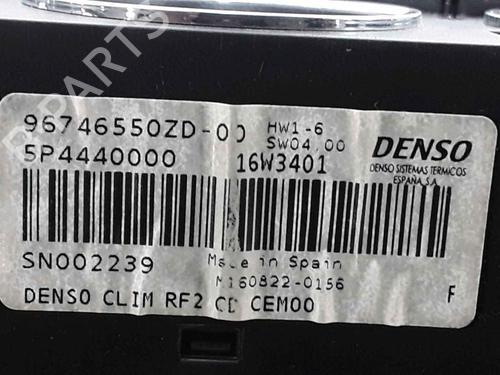 PARTS
96746550ZD-00
HW1-6
SW04.00
5P4440000
16W3401
DENSO
DENSO SISTEMAS TERMICOS
ESPAÑA, S.A.
SN002239
Made in Spain
M160822-0156
DENSO CLIM RF2 CD CEM00
F